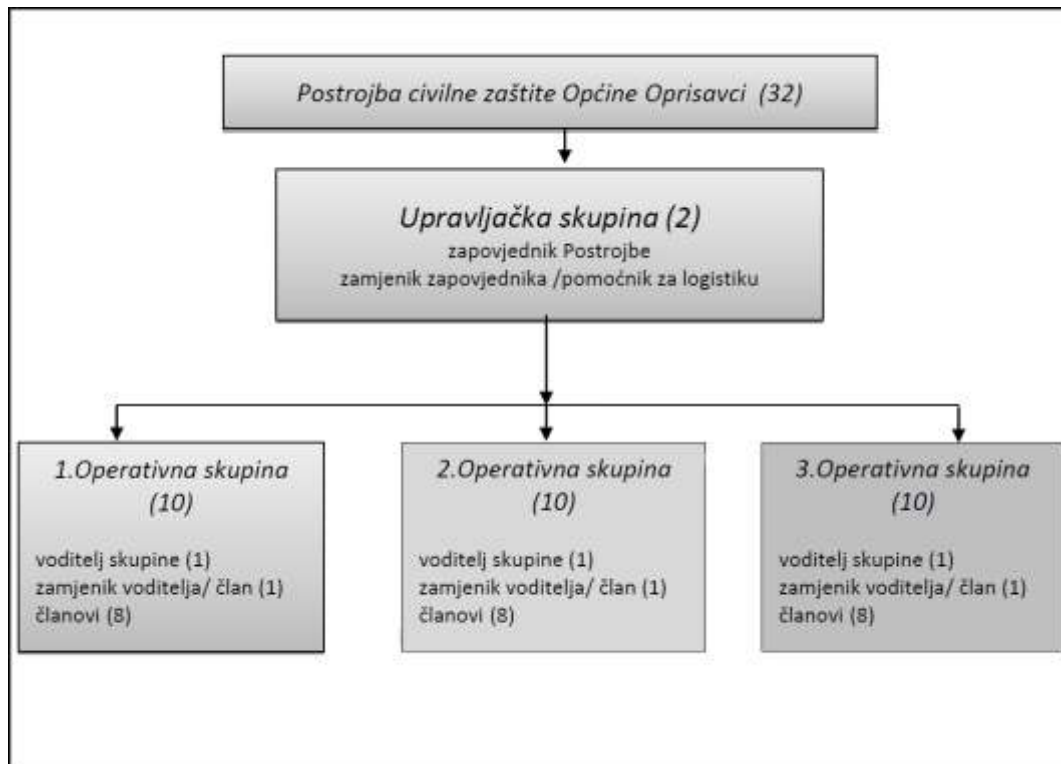 Postrojba civilne zaštite Općine Oprisavci (32)
Upravljačka skupina (2)
zapovjednik Postrojbe
zamjenik zapovjednika /pomoćnik za logistiku
1.Operativna skupina
(10)
voditelj skupine (1)
zamjenik voditelja/ član (1)
članovi (8)
2.Operativna skupina
(10)
voditelj skupine (1)
zamjenik voditelja/ član (1)
članovi (8)
3.Operativna skupina
(10)
voditelj skupine (1)
zamjenik voditelja/ član (1)
članovi (8)